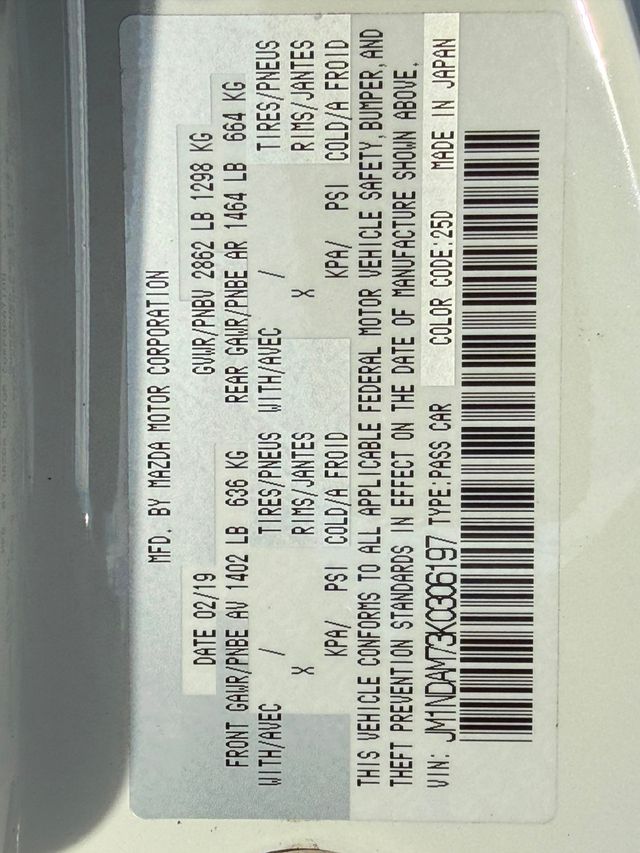 MFD. BY MAZDA MOTOR CORPORATION
DATE 02/19 GVWR/PNBV 2862 LB 1298 KG
FRONT GAWR/PNBE AV 1402 LB 636 KG REAR GAWR/PNBE AR 1464 LB 664 KG
WITH/AVEC / TIRES/PNEUS WITH/AVEC / TIRES/PNEUS
X RIMS/JANTES X RIMS/JANTES
KPA/ PSI COLD/A FROID KPA/ PSI COLD/A FROID
THIS VEHICLE CONFORMS TO ALL APPLICABLE FEDERAL MOTOR VEHICLE SAFETY, BUMPER, AND
THEFT PREVENTION STANDARDS IN EFFECT ON THE DATE OF MANUFACTURE SHOWN ABOVE.
VIN: JM1NDAM73K0306197 TYPE:PASS CAR COLOR CODE:25D MADE IN JAPAN